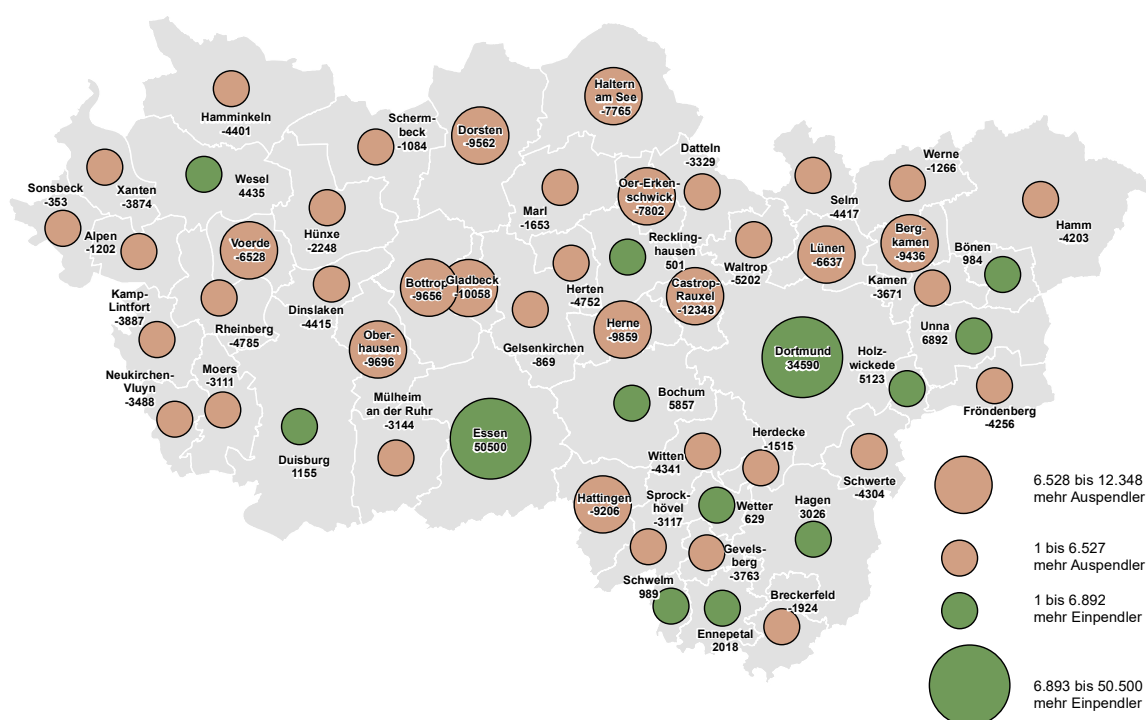 Hamminkeln
-4401
Scherm-
beck
-1084
Dorsten
-9562
Haltern
am See
-7765
Datteln
-3329
Werne
-1266
Sonsbeck
-353
Xanten
-3874
Wesel
4435
Hünxe
-2248
Marl
-1653
Oer-Erken-
schwick
-7802
Selm
-4417
Hamm
-4203
Alpen
-1202
Voerde
-6528
Reckling-
hausen
501
Waltrop
-5202
Lünen
-6637
Berg-
kamen
-9436
Bönen
984
Kamp-
Lintfort
-3887
Rheinberg
-4785
Dinslaken
-4415
Bottrop
-9656
Gladbeck
-10058
Herten
-4752
Castrop-
Rauxel
-12348
Kamen
-3671
Neukirchen-
Vluyn
-3488
Moers
-3111
Ober-
hausen
-9696
Gelsenkirchen
-869
Herne
-9859
Dortmund
34590
Holz-
wickede
5123
Unna
6892
Fröndenberg
-4256
Duisburg
1155
Mülheim
an der Ruhr
-3144
Essen
50500
Bochum
5857
Witten
-4341
Herdecke
-1515
Schwerte
-4304
Hattingen
-9206
Sprock-
hövel
-3117
Wetter
629
Hagen
3026
Gevels-
berg
-3763
Schwelm
989
Ennepetal
2018
Breckerfeld
-1924
6.528 bis 12.348
mehr Auspendler
1 bis 6.527
mehr Auspendler
1 bis 6.892
mehr Einpendler
6.893 bis 50.500
mehr Einpendler